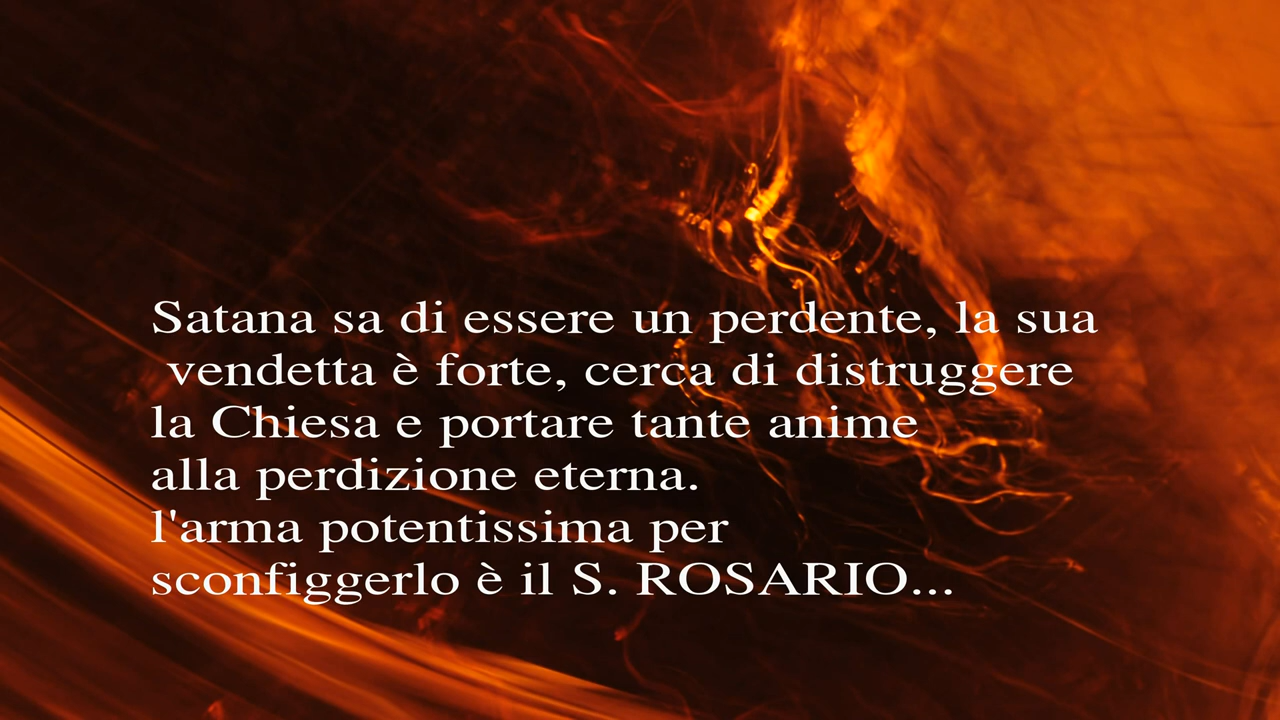 Satana sa di essere un perdente, la sua
vendetta è forte, cerca di distruggere
la Chiesa e portare tante anime
alla perdizione eterna.
l'arma potentissima per
sconfiggerlo è il S. ROSARIO...